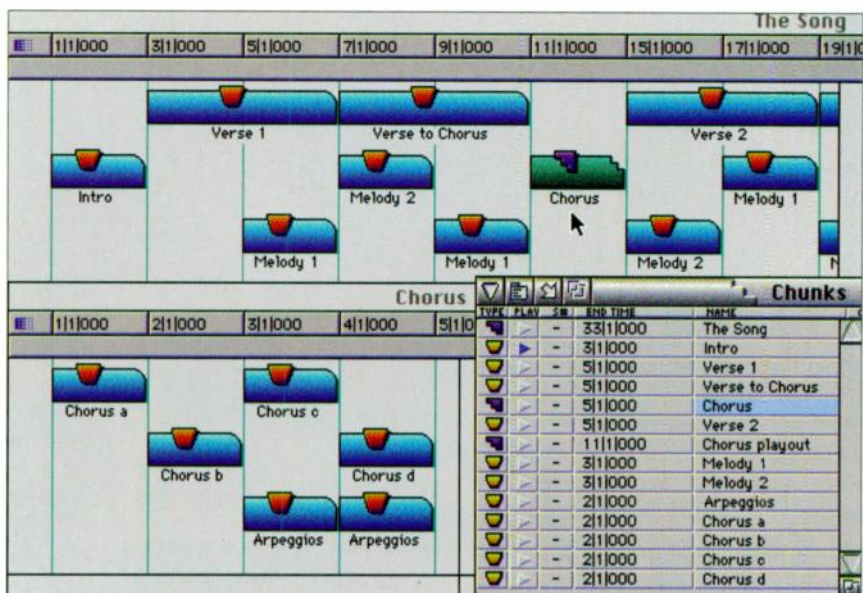 The Song
1|1|000 3|1|000 5|1|000 7|1|000 9|1|000 11|1|000 15|1|000 17|1|000 19|1|0
Verse 1 Verse to Chorus Verse 2
Intro Melody 2 Chorus Melody 1
Melody 1 Melody 1 Melody 2
Chorus
1|1|000 2|1|000 3|1|000 4|1|000 5|1|0
Chorus a Chorus c
Chorus b Chorus d
Arpeggios Arpeggios
Chunks
TYPE PLAY S# END TIME NAME
- 33|1|000 The Song
- 3|1|000 Intro
- 5|1|000 Verse 1
- 5|1|000 Verse to Chorus
- 5|1|000 Chorus
- 5|1|000 Verse 2
- 11|1|000 Chorus playout
- 3|1|000 Melody 1
- 3|1|000 Melody 2
- 2|1|000 Arpeggios
- 2|1|000 Chorus a
- 2|1|000 Chorus b
- 2|1|000 Chorus c
- 2|1|000 Chorus d